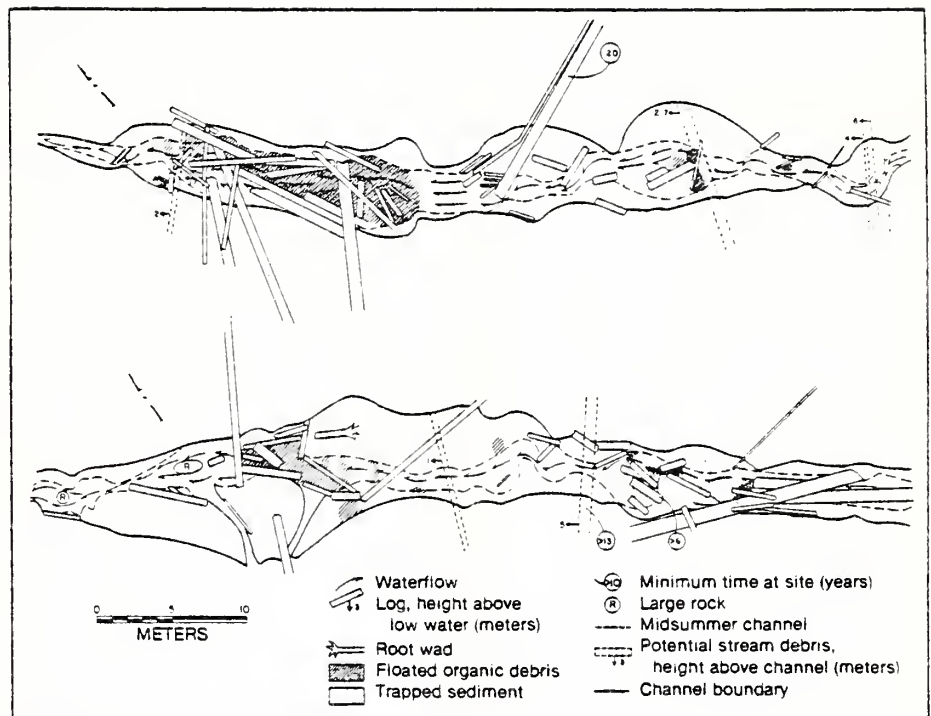 20
2.7
6
4
2
R
R
5
>13
>6
0 5 10
METERS
Waterflow
Log, height above
low water (meters)
Root wad
Floated organic debris
Trapped sediment
>10 Minimum time at site (years)
R Large rock
Midsummer channel
Potential stream debris,
height above channel (meters)
Channel boundary